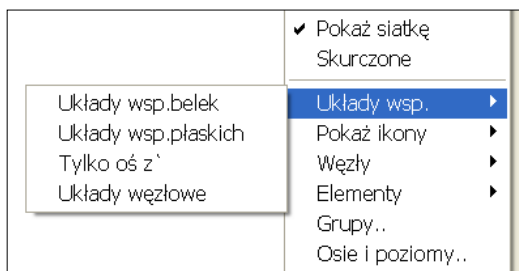 ✔ Pokaż siatkę
Skurczone
Układy wsp.
Pokaż ikony
Węzły
Elementy
Grupy..
Osie i poziomy..
Układy wsp.belek
Układy wsp.płaskich
Tylko oś z`
Układy węzłowe